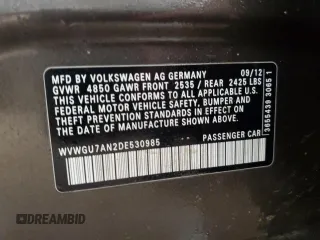 MFD BY VOLKSWAGEN AG GERMANY 09/12
GVWR 4850 GAWR FRONT 2535 / REAR 2425 LBS
THIS VEHICLE CONFORMS TO ALL APPLICABLE U.S.
FEDERAL MOTOR VEHICLE SAFETY, BUMPER AND
THEFT PREVENTION STANDARDS IN EFFECT ON THE
DATE OF MANUFACTURE SHOWN ABOVE.
WVWGU7AN2DE530985 PASSENGER CAR
3655439 3065 1
DREAMBID